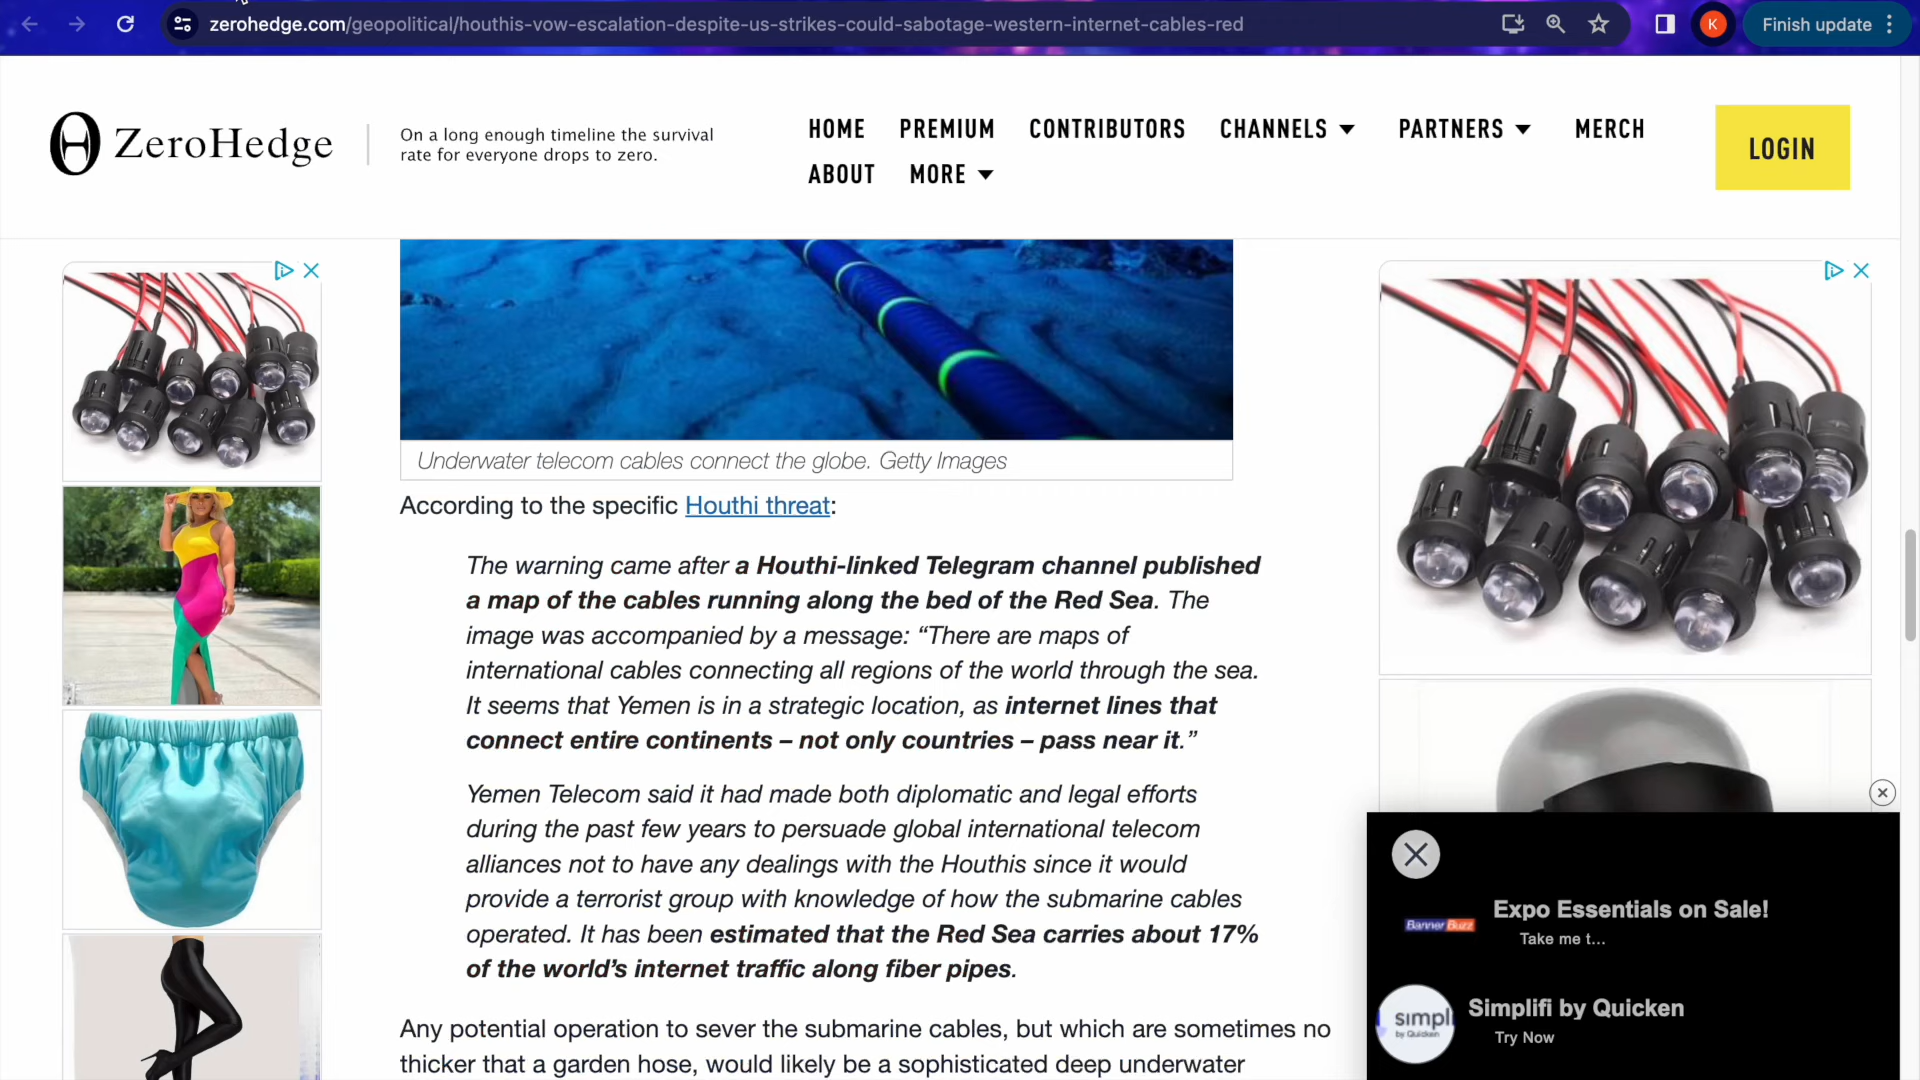 zerohedge.com/geopolitical/houthis-vow-escalation-despite-us-strikes-could-sabotage-western-internet-cables-red
K
Finish update
ZeroHedge
On a long enough timeline the survival
rate for everyone drops to zero.
HOME PREMIUM CONTRIBUTORS CHANNELS PARTNERS MERCH
ABOUT MORE
LOGIN
Underwater telecom cables connect the globe. Getty Images
According to the specific Houthi threat:
The warning came after a Houthi-linked Telegram channel published
a map of the cables running along the bed of the Red Sea. The
image was accompanied by a message: “There are maps of
international cables connecting all regions of the world through the sea.
It seems that Yemen is in a strategic location, as internet lines that
connect entire continents – not only countries – pass near it.”
Yemen Telecom said it had made both diplomatic and legal efforts
during the past few years to persuade global international telecom
alliances not to have any dealings with the Houthis since it would
provide a terrorist group with knowledge of how the submarine cables
operated. It has been estimated that the Red Sea carries about 17%
of the world’s internet traffic along fiber pipes.
Any potential operation to sever the submarine cables, but which are sometimes no
thicker that a garden hose, would likely be a sophisticated deep underwater
Banner Buzz
Expo Essentials on Sale!
Take me t...
simpli
by Quicken
Simplifi by Quicken
Try Now